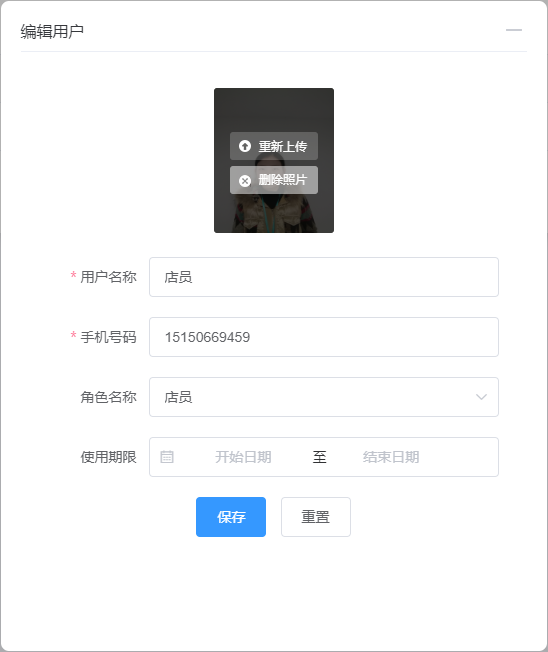 编辑用户
重新上传
删除照片
* 用户名称 店员
* 手机号码 15150669459
角色名称 店员
使用期限 开始日期 至 结束日期
保存 重置